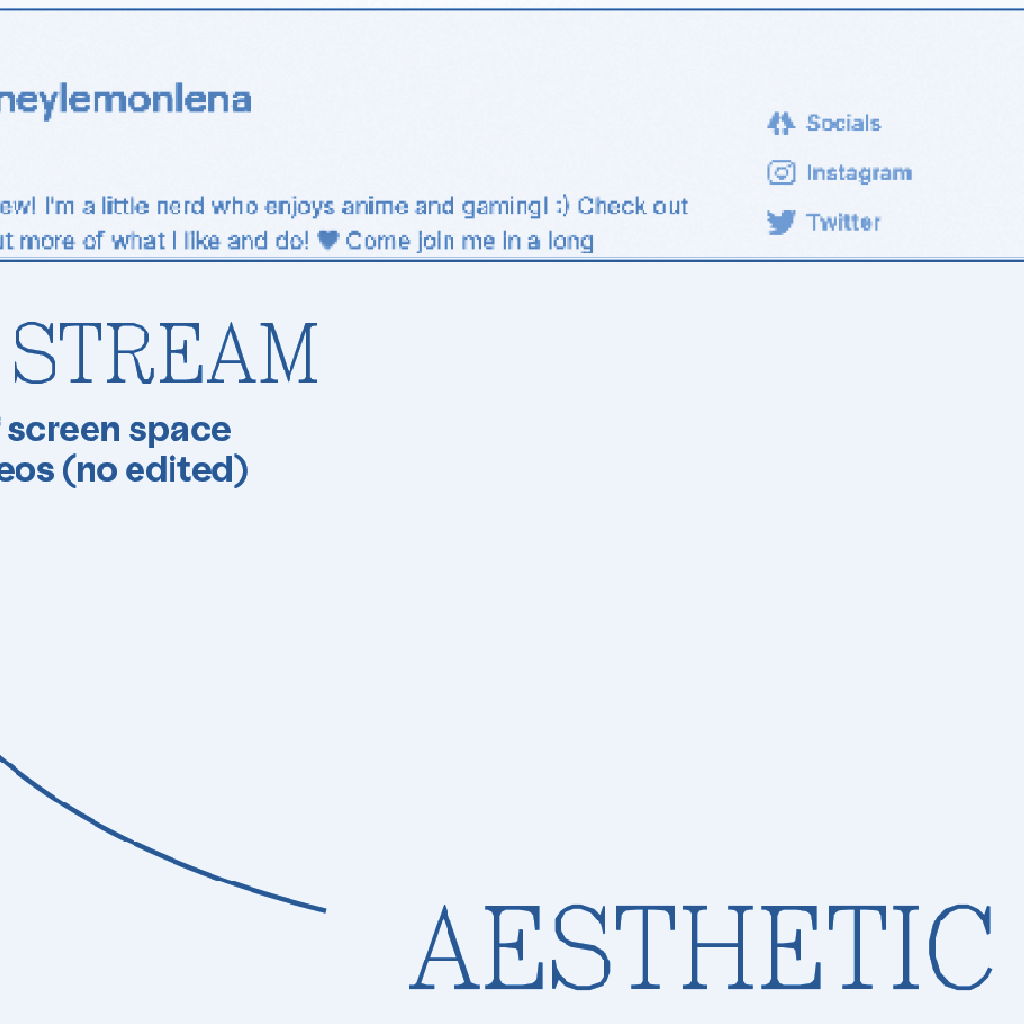 neylemonlena
Socials
Instagram
Twitter
ew! I'm a little nerd who enjoys anime and gaming! :) Check out
ut more of what I like and do! ♥ Come join me in a long
STREAM
screen space
eos (no edited)
AESTHETIC